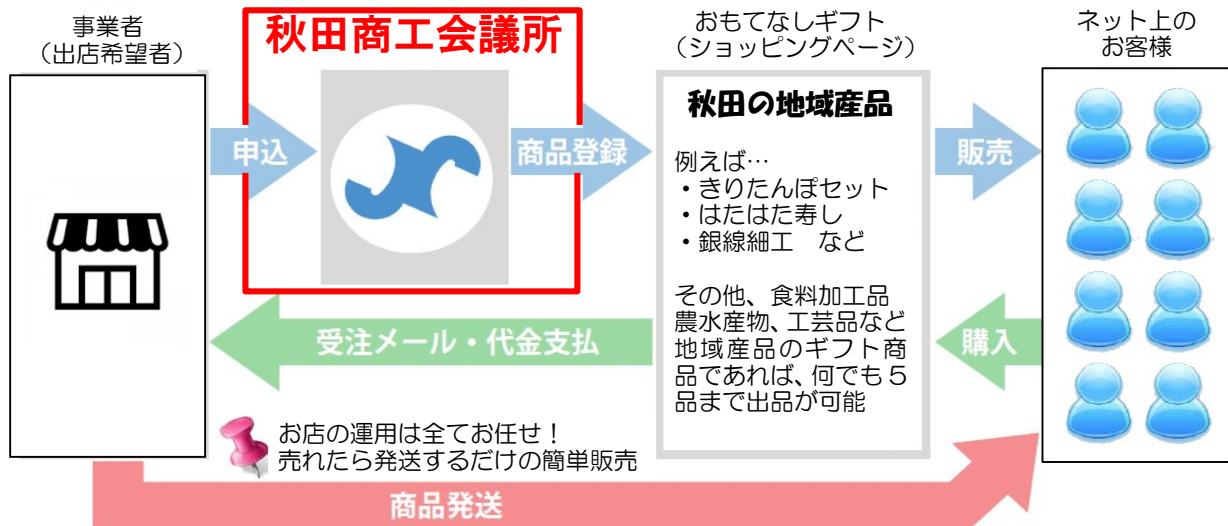 事業者
（出店希望者）
秋田商工会議所
おもてなしギフト
（ショッピングページ）
ネット上の
お客様
申込
商品登録
秋田の地域産品
例えば…
・きりたんぽセット
・はたはた寿し
・銀線細工　など
その他、食料加工品
農水産物、工芸品など
地域産品のギフト商
品であれば、何でも５
品まで出品が可能
販売
受注メール・代金支払
購入
お店の運用は全てお任せ！
売れたら発送するだけの簡単販売
商品発送